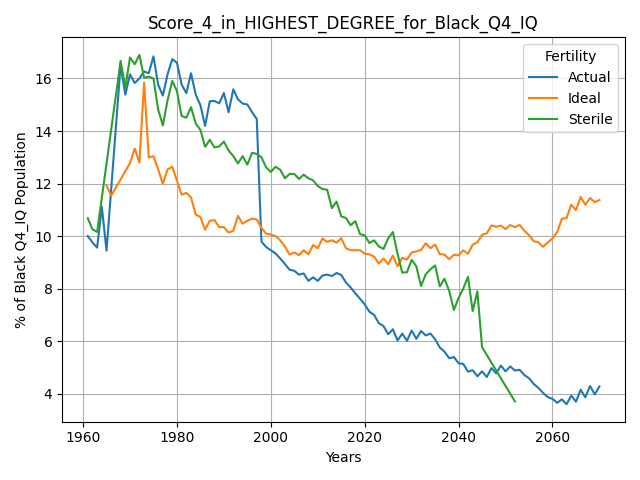 Score_4_in_HIGHEST_DEGREE_for_Black_Q4_IQ
% of Black Q4_IQ Population
16
14
12
10
8
6
4
Fertility
Actual
Ideal
Sterile
1960 1980 2000 2020 2040 2060
Years